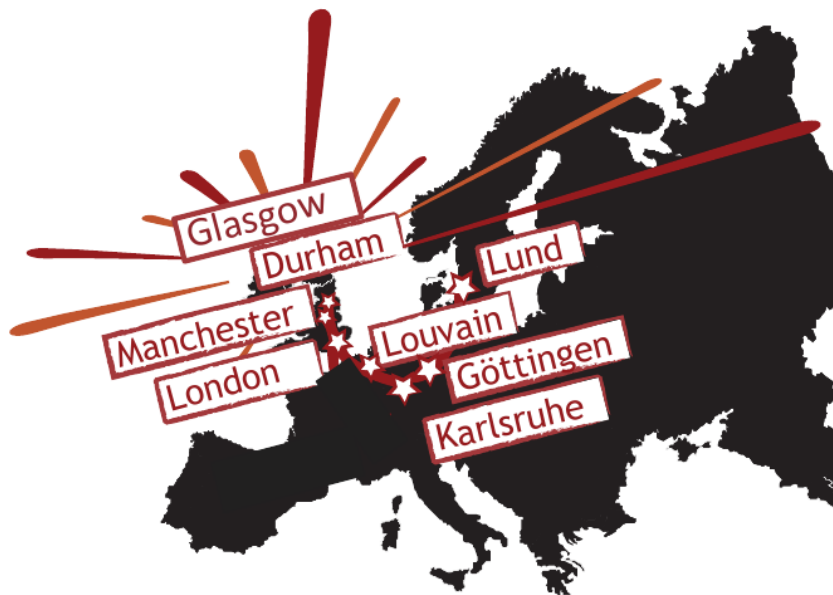 Glasgow
Durham
Lund
Manchester
Louvain
London
Göttingen
Karlsruhe